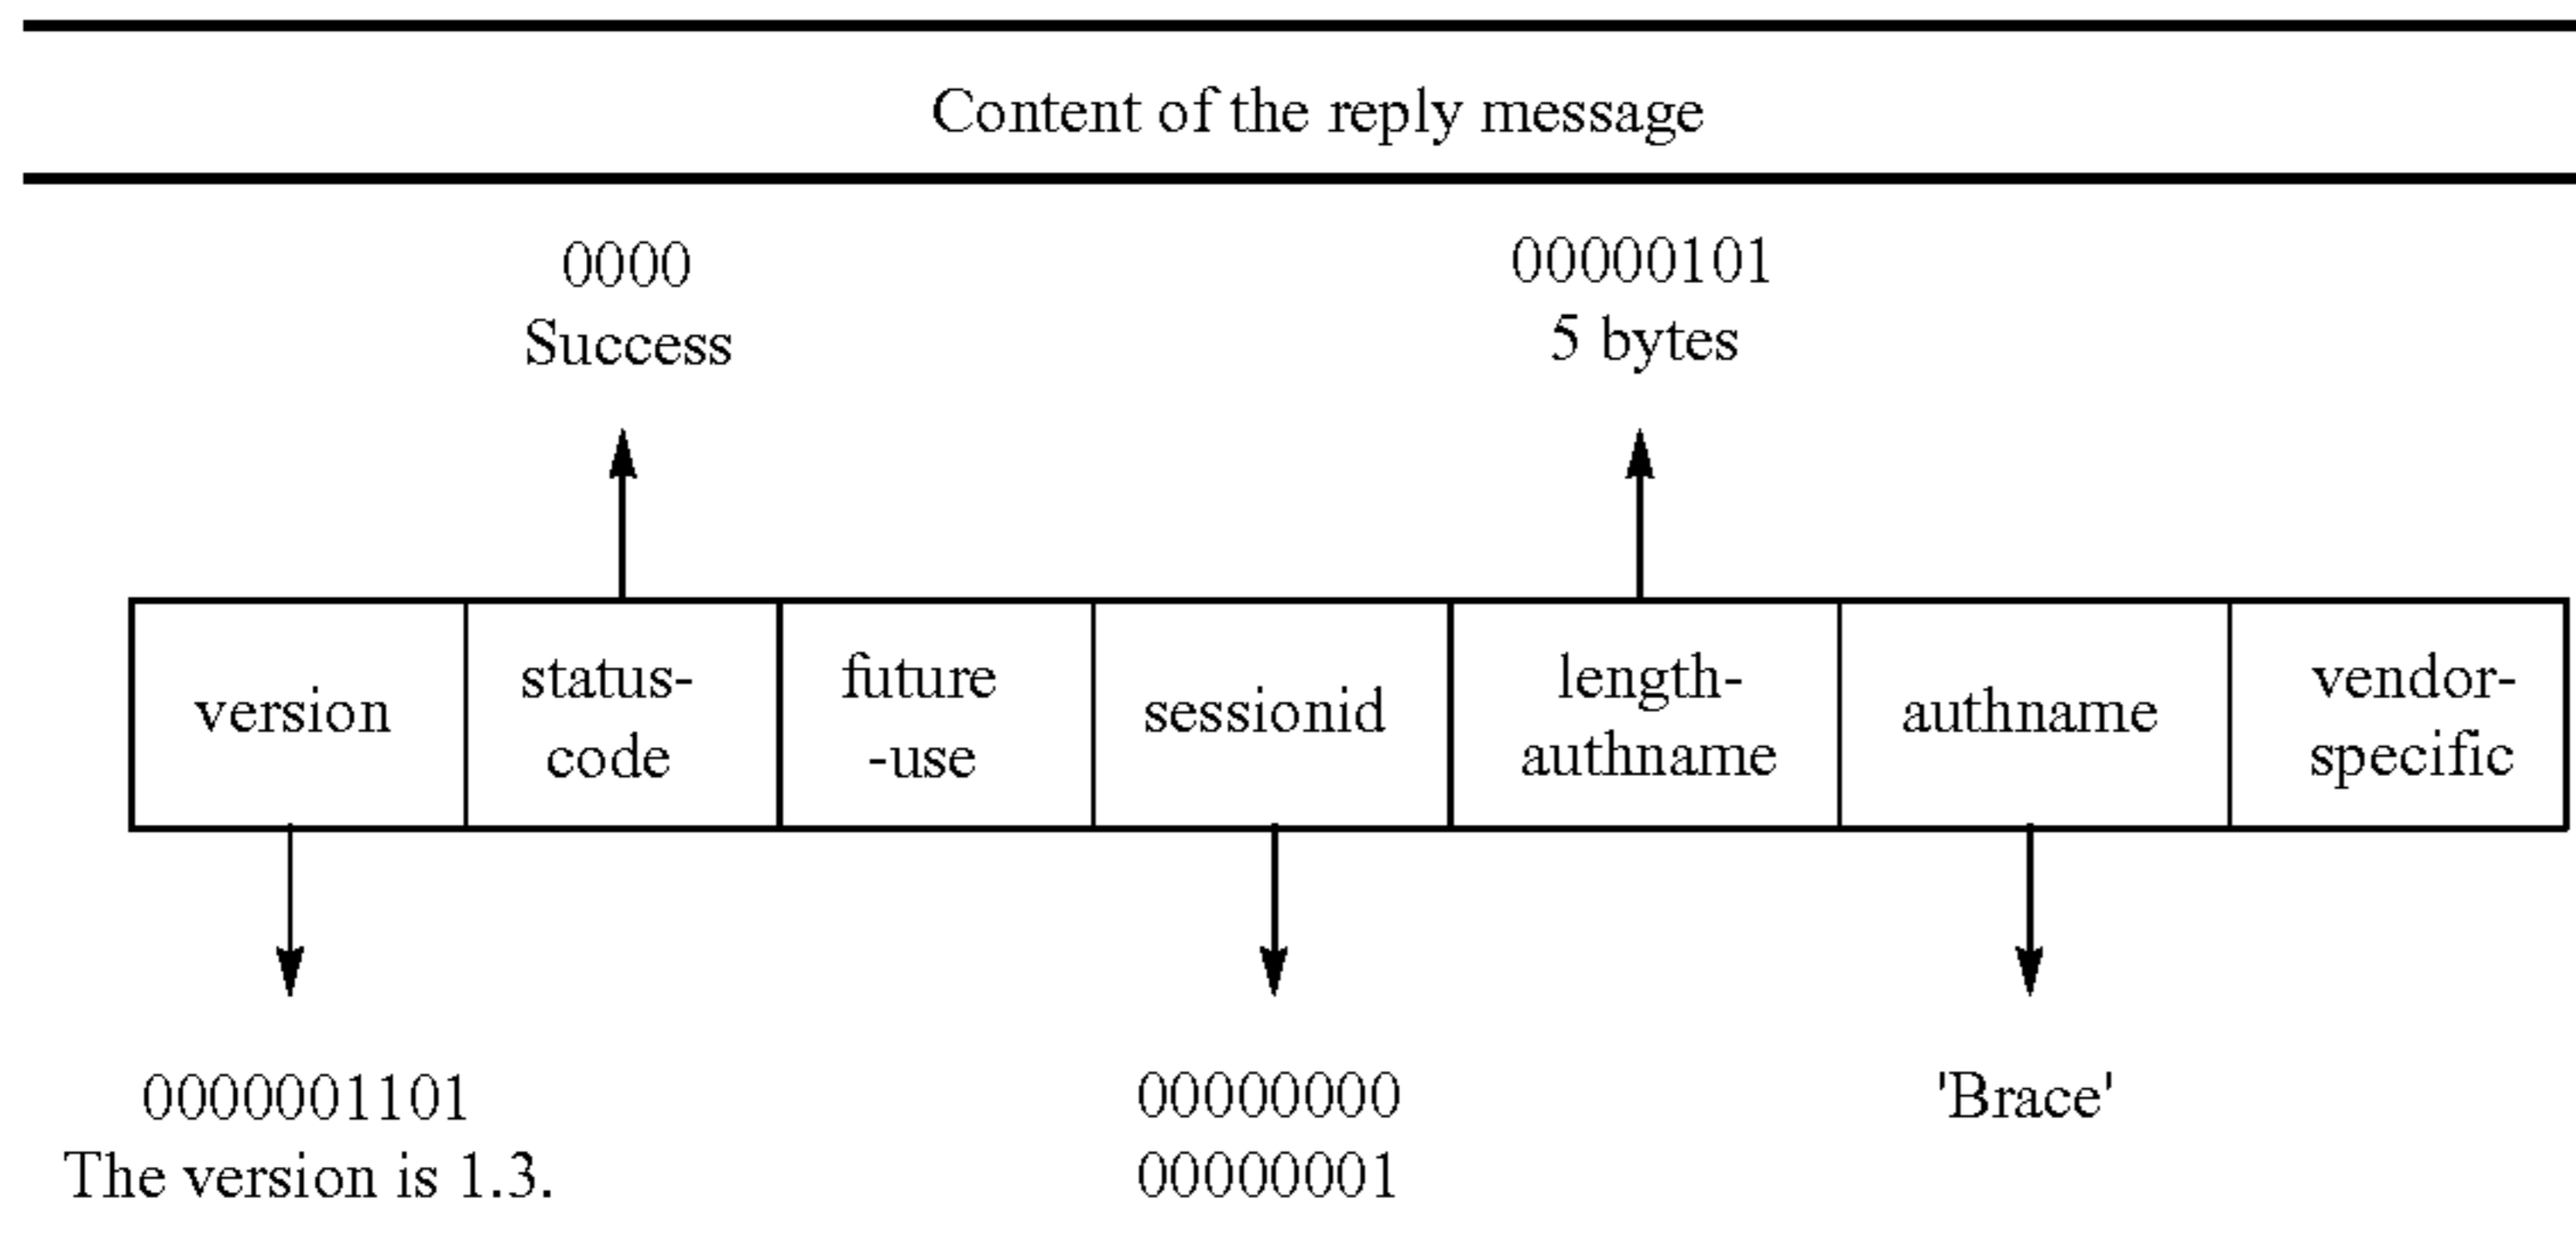 Content of the reply message
0000
Success
00000101
5 bytes
version
status-
code
future
-use
sessionid
length-
authname
authname
vendor-
specific
0000001101
The version is 1.3.
00000000
00000001
'Brace'